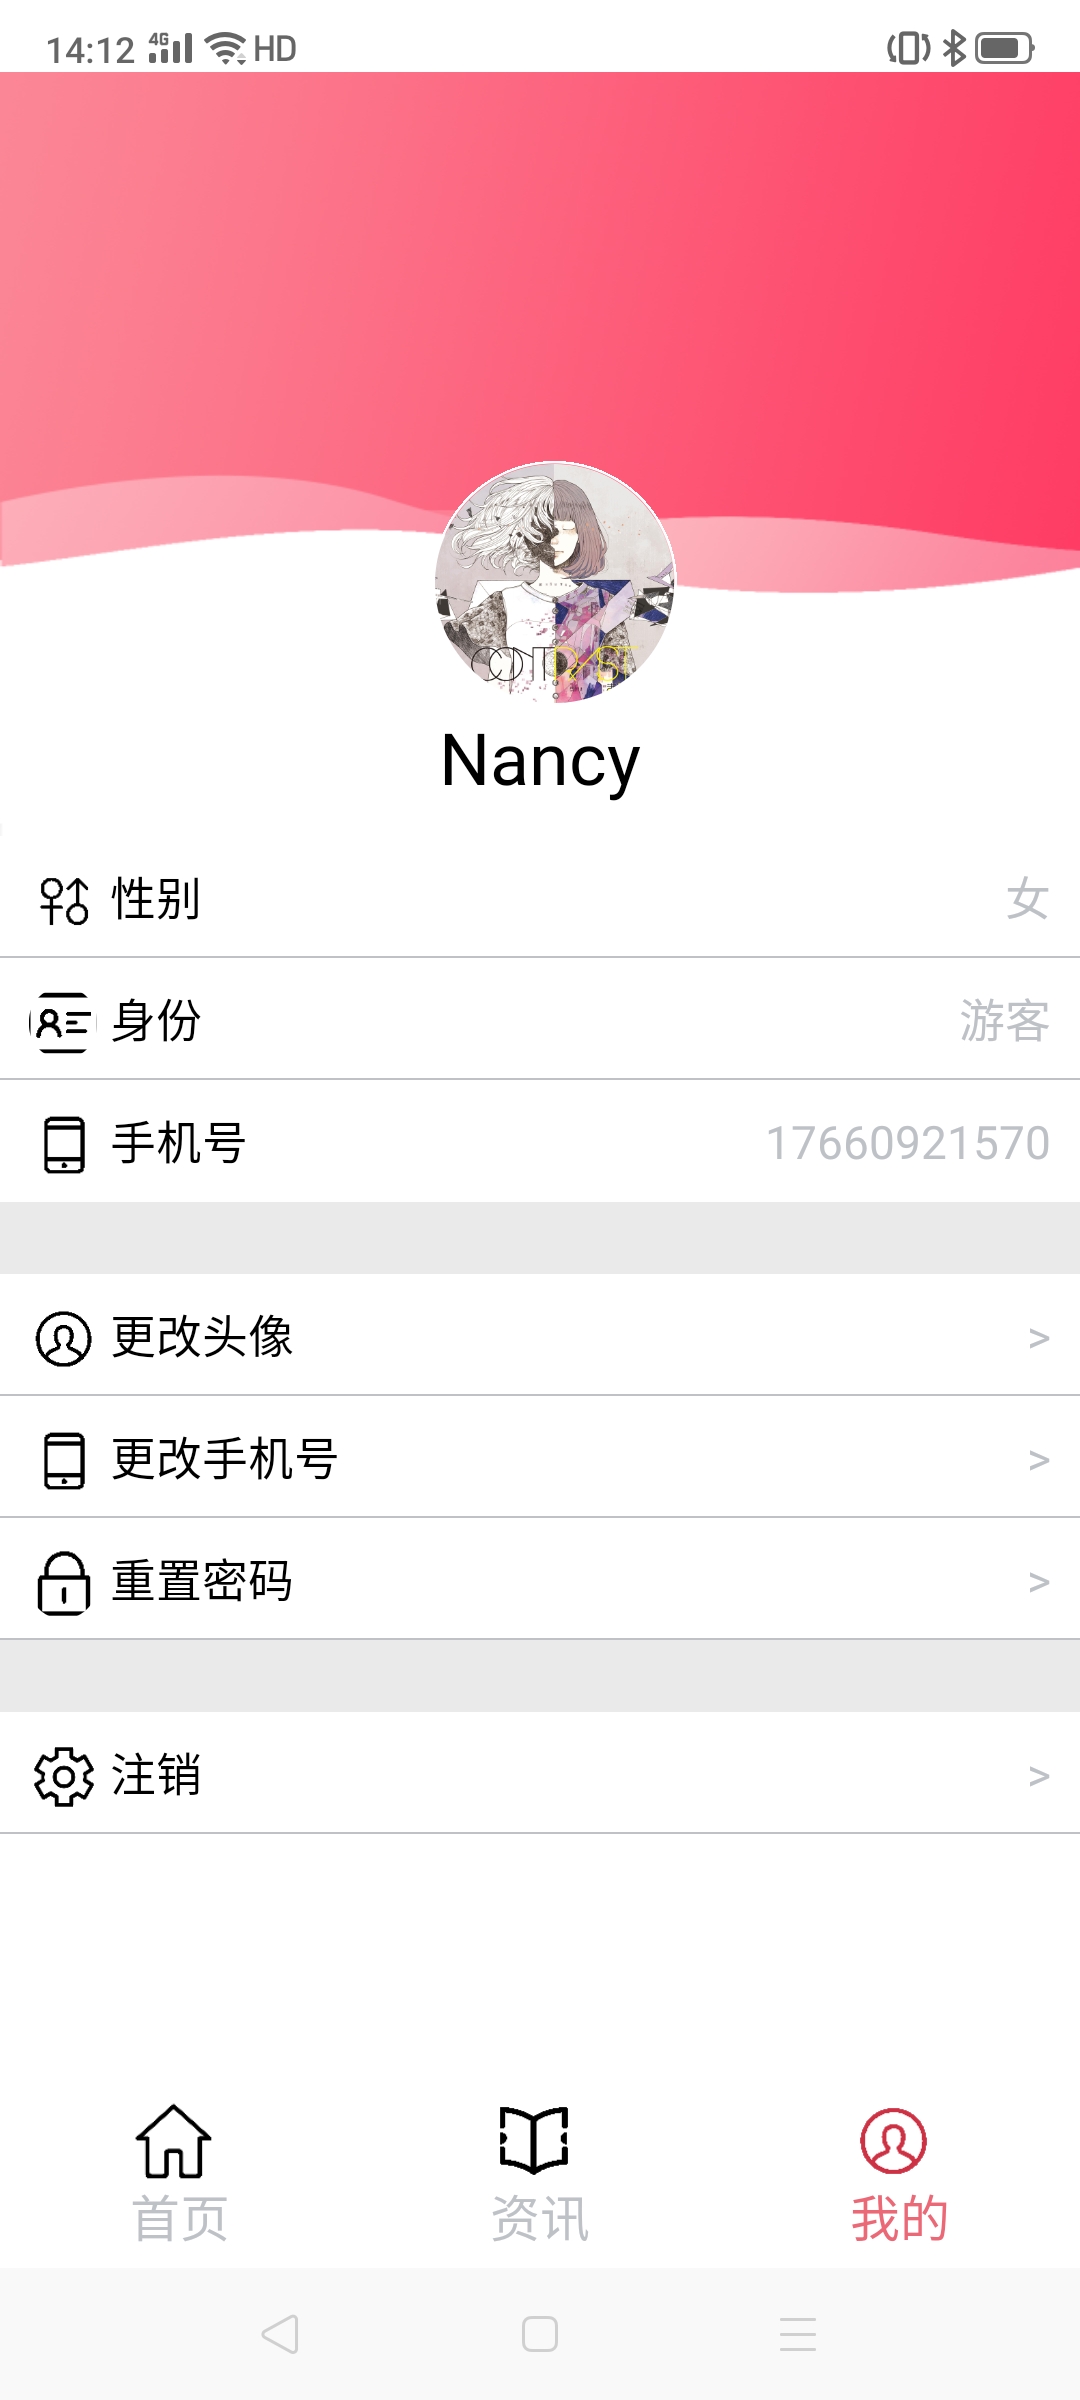 14:12 4G HD
CONTRAST
Nancy
性别 女
身份 游客
手机号 17660921570
更改头像 >
更改手机号 >
重置密码 >
注销 >
首页 资讯 我的